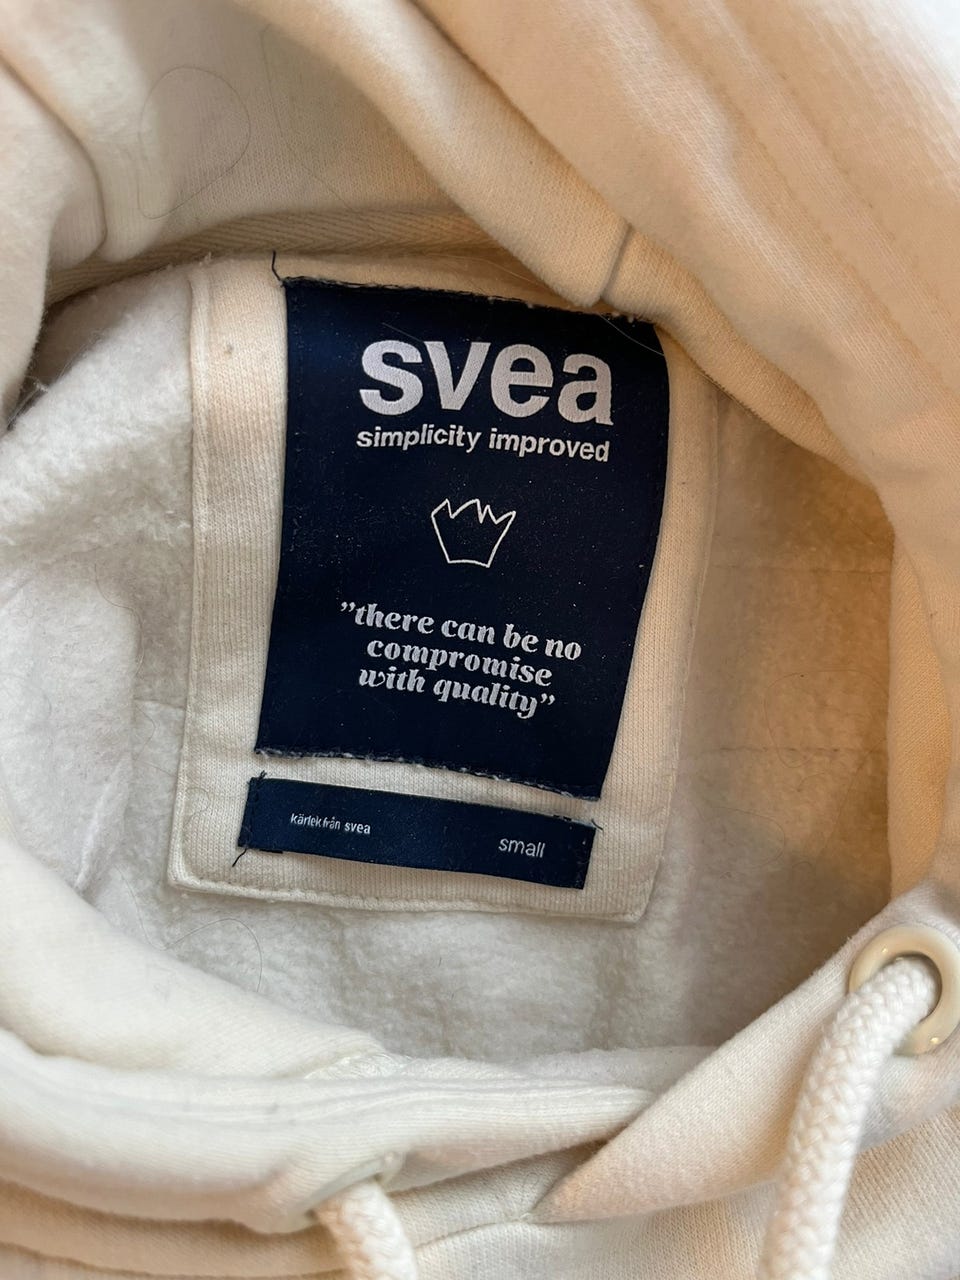 svea
simplicity improved
”there can be no
compromise
with quality”
kärlek från svea
small